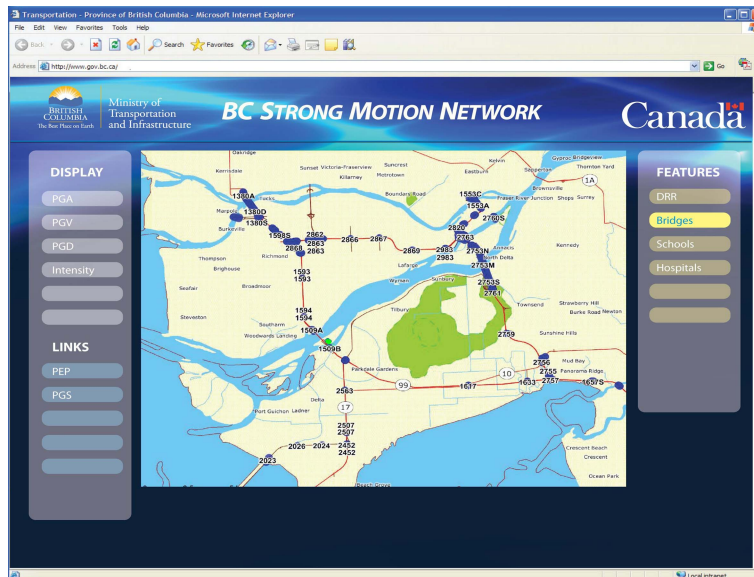 Transportation - Province of British Columbia - Microsoft Internet Explorer
File Edit View Favorites Tools Help
Back Search Favorites
Address http://www.gov.bc.ca/ Go
BRITISH
COLUMBIA
The Best Place on Earth
Ministry of
Transportation
and Infrastructure
BC STRONG MOTION NETWORK
Canada
DISPLAY
PGA
PGV
PGD
Intensity
LINKS
PEP
PGS
Oakridge
Kerrisdale
Sunset Victoria-Fraserview
Suncrest
Killarney
Metrotown
Kelvin
Eastburn
Sapperton
Gyproc Bridgeview
Thornton Yard
1A
Brownsville
Boundary Road
Fraser River Junction
Shops
Surrey
1380A
1380D
1380S
Marpole
Burkeville
1598S
2862
2863
2868 2863
2866
2867
2869
2983
2983
1553C
1553A
2760S
2820
2763
2753N
Annacis
North Delta
2753M
2753S
2761
Kennedy
Thompson
Richmond
Brighouse
1593
1593
Lafarge
Sunbury
Seafair
Broadmoor
Steveston
1594
1594
Southarm
1509A
Woodwards Landing
1509B
Tilbury
Townsend
Strawberry Hill
Burke Road
Newton
2759
Sunshine Hills
Parkdale Gardens
2756
Mud Bay
2755
Panorama Ridge
2757
10
99
1617
1633
1657S
2563
Delta
17
Port Guichon
Ladner
2507
2507
2026
2024
2452
2452
2023
Crescent Beach
Crescent
Ocean Park
Beach Grove
FEATURES
DRR
Bridges
Schools
Hospitals
Local intranet